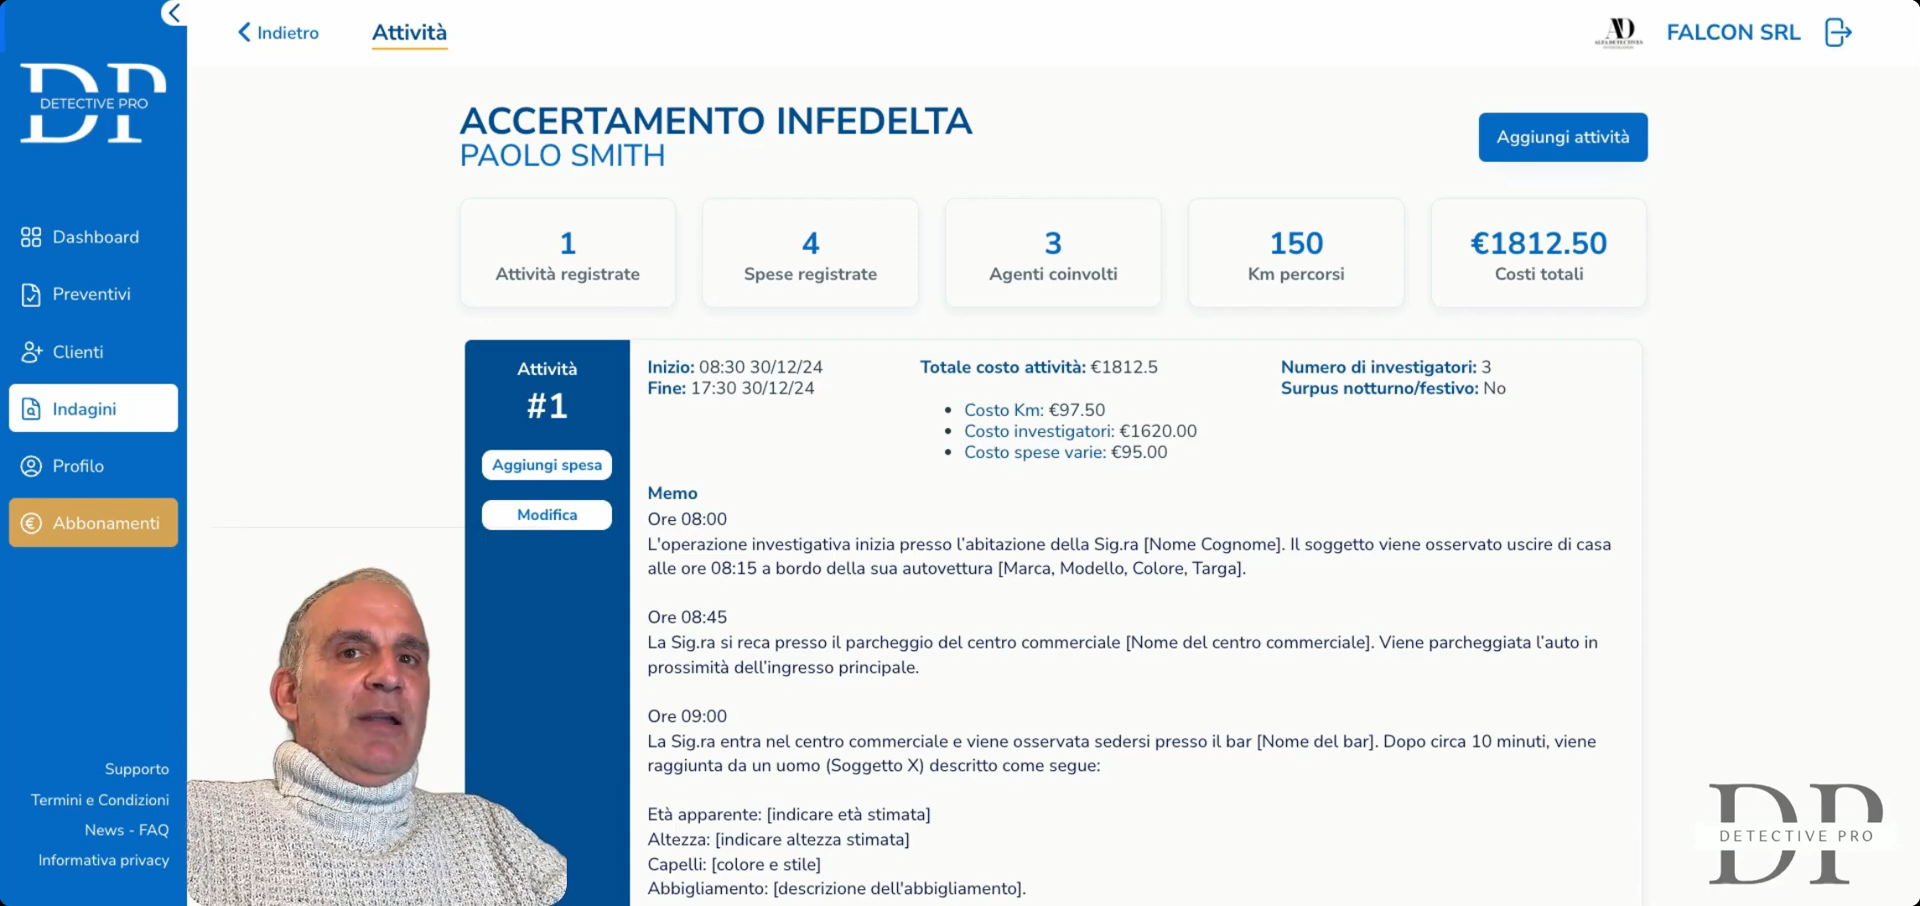 Indietro
Attività
AD
FALCON SRL
DP
DETECTIVE PRO
Dashboard
Preventivi
Clienti
Indagini
Profilo
Abbonamenti
Supporto
Termini e Condizioni
News - FAQ
Informativa privacy
ACCERTAMENTO INFEDELTA
PAOLO SMITH
Aggiungi attività
1
Attività registrate
4
Spese registrate
3
Agenti coinvolti
150
Km percorsi
€1812.50
Costi totali
Attività
#1
Aggiungi spesa
Modifica
Inizio: 08:30 30/12/24
Fine: 17:30 30/12/24
Totale costo attività: €1812.5
• Costo Km: €97.50
• Costo investigatori: €1620.00
• Costo spese varie: €95.00
Numero di investigatori: 3
Surpus notturno/festivo: No
Memo
Ore 08:00
L'operazione investigativa inizia presso l’abitazione della Sig.ra [Nome Cognome]. Il soggetto viene osservato uscire di casa
alle ore 08:15 a bordo della sua autovettura [Marca, Modello, Colore, Targa].
Ore 08:45
La Sig.ra si reca presso il parcheggio del centro commerciale [Nome del centro commerciale]. Viene parcheggiata l’auto in
prossimità dell’ingresso principale.
Ore 09:00
La Sig.ra entra nel centro commerciale e viene osservata sedersi presso il bar [Nome del bar]. Dopo circa 10 minuti, viene
raggiunta da un uomo (Soggetto X) descritto come segue:
Età apparente: [indicare età stimata]
Altezza: [indicare altezza stimata]
Capelli: [colore e stile]
Abbigliamento: [descrizione dell'abbigliamento].
DP
DETECTIVE PRO